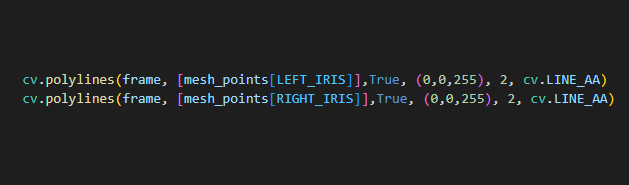 cv.polylines(frame, [mesh_points[LEFT_IRIS]],True, (0,0,255), 2, cv.LINE_AA)
cv.polylines(frame, [mesh_points[RIGHT_IRIS]],True, (0,0,255), 2, cv.LINE_AA)